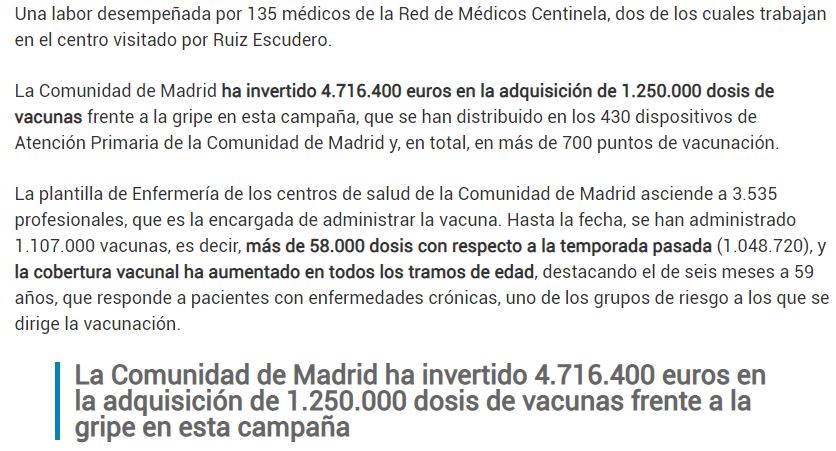 Una labor desempeñada por 135 médicos de la Red de Médicos Centinela, dos de los cuales trabajan
en el centro visitado por Ruiz Escudero.
La Comunidad de Madrid ha invertido 4.716.400 euros en la adquisición de 1.250.000 dosis de
vacunas frente a la gripe en esta campaña, que se han distribuido en los 430 dispositivos de
Atención Primaria de la Comunidad de Madrid y, en total, en más de 700 puntos de vacunación.
La plantilla de Enfermería de los centros de salud de la Comunidad de Madrid asciende a 3.535
profesionales, que es la encargada de administrar la vacuna. Hasta la fecha, se han administrado
1.107.000 vacunas, es decir, más de 58.000 dosis con respecto a la temporada pasada (1.048.720), y
la cobertura vacunal ha aumentado en todos los tramos de edad, destacando el de seis meses a 59
años, que responde a pacientes con enfermedades crónicas, uno de los grupos de riesgo a los que se
dirige la vacunación.
La Comunidad de Madrid ha invertido 4.716.400 euros en
la adquisición de 1.250.000 dosis de vacunas frente a la
gripe en esta campaña